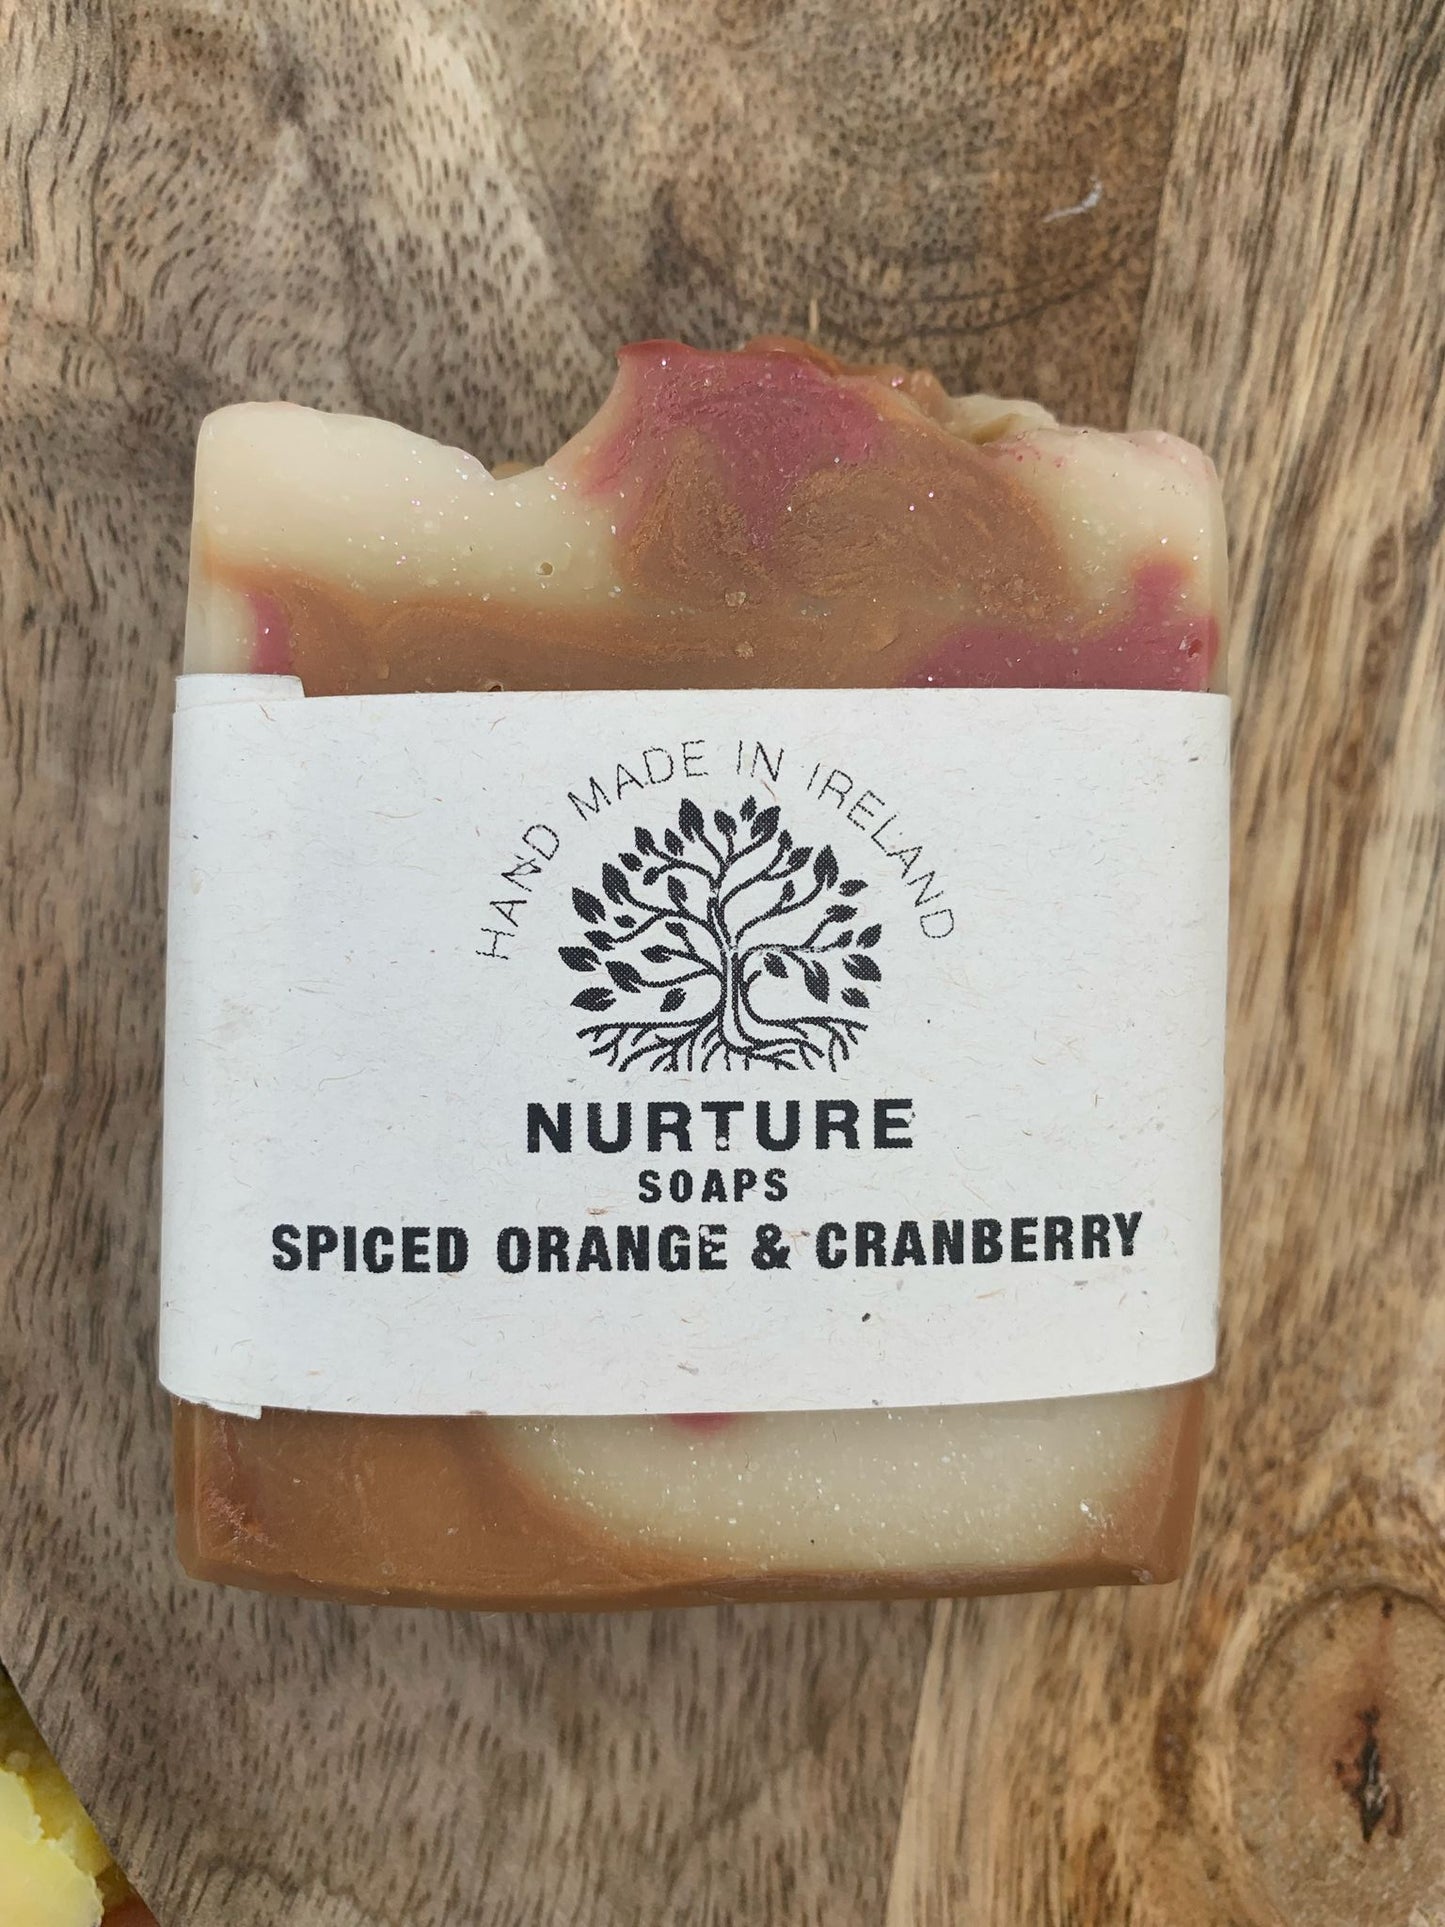 HAND MADE IN IRELAND
NURTURE
SOAPS
SPICED ORANGE & CRANBERRY